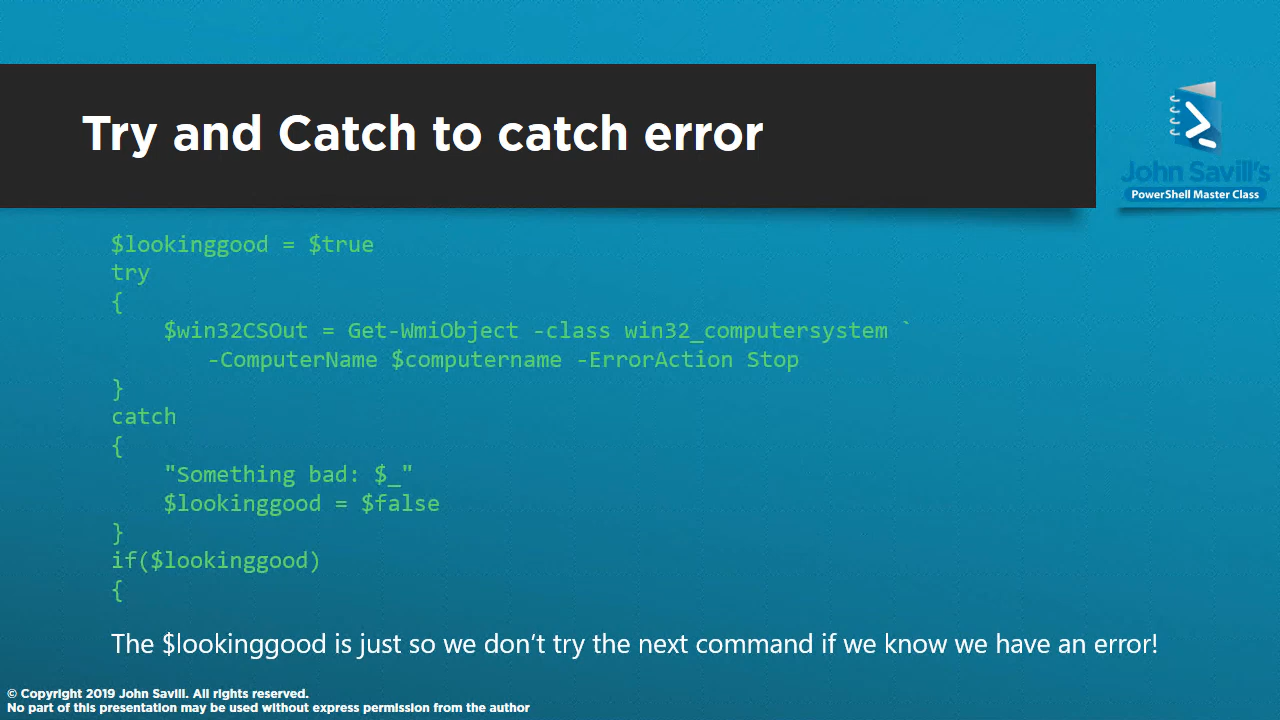 Try and Catch to catch error
John Savill's
PowerShell Master Class
$lookinggood = $true
try
{
    $win32CSOut = Get-WmiObject -class win32_computersystem `
        -ComputerName $computername -ErrorAction Stop
}
catch
{
    "Something bad: $_"
    $lookinggood = $false
}
if($lookinggood)
{
The $lookinggood is just so we don’t try the next command if we know we have an error!
© Copyright 2019 John Savill. All rights reserved.
No part of this presentation may be used without express permission from the author